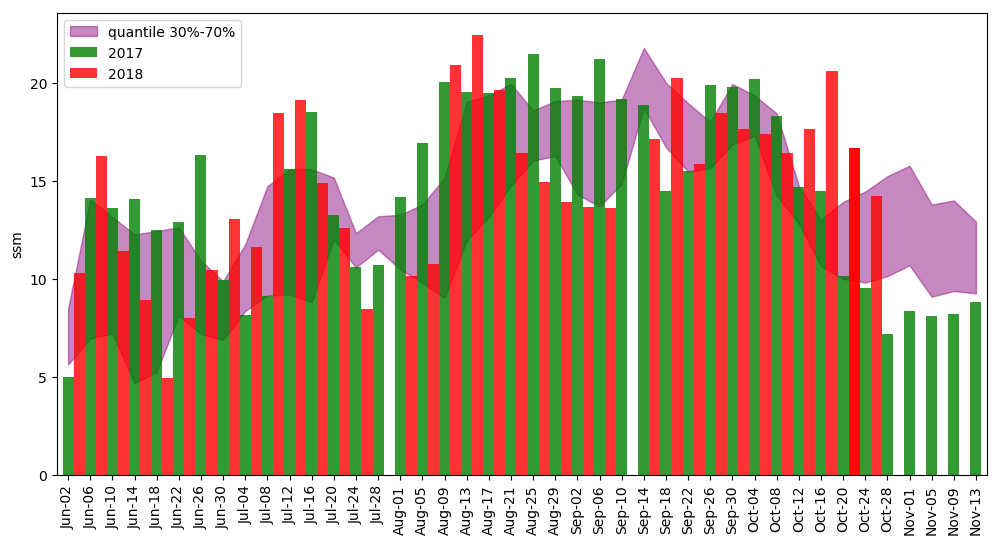 quantile 30%-70%
2017
2018
ssm
20
15
10
5
0
Jun-02
Jun-06
Jun-10
Jun-14
Jun-18
Jun-22
Jun-26
Jun-30
Jul-04
Jul-08
Jul-12
Jul-16
Jul-20
Jul-24
Jul-28
Aug-01
Aug-05
Aug-09
Aug-13
Aug-17
Aug-21
Aug-25
Aug-29
Sep-02
Sep-06
Sep-10
Sep-14
Sep-18
Sep-22
Sep-26
Sep-30
Oct-04
Oct-08
Oct-12
Oct-16
Oct-20
Oct-24
Oct-28
Nov-01
Nov-05
Nov-09
Nov-13